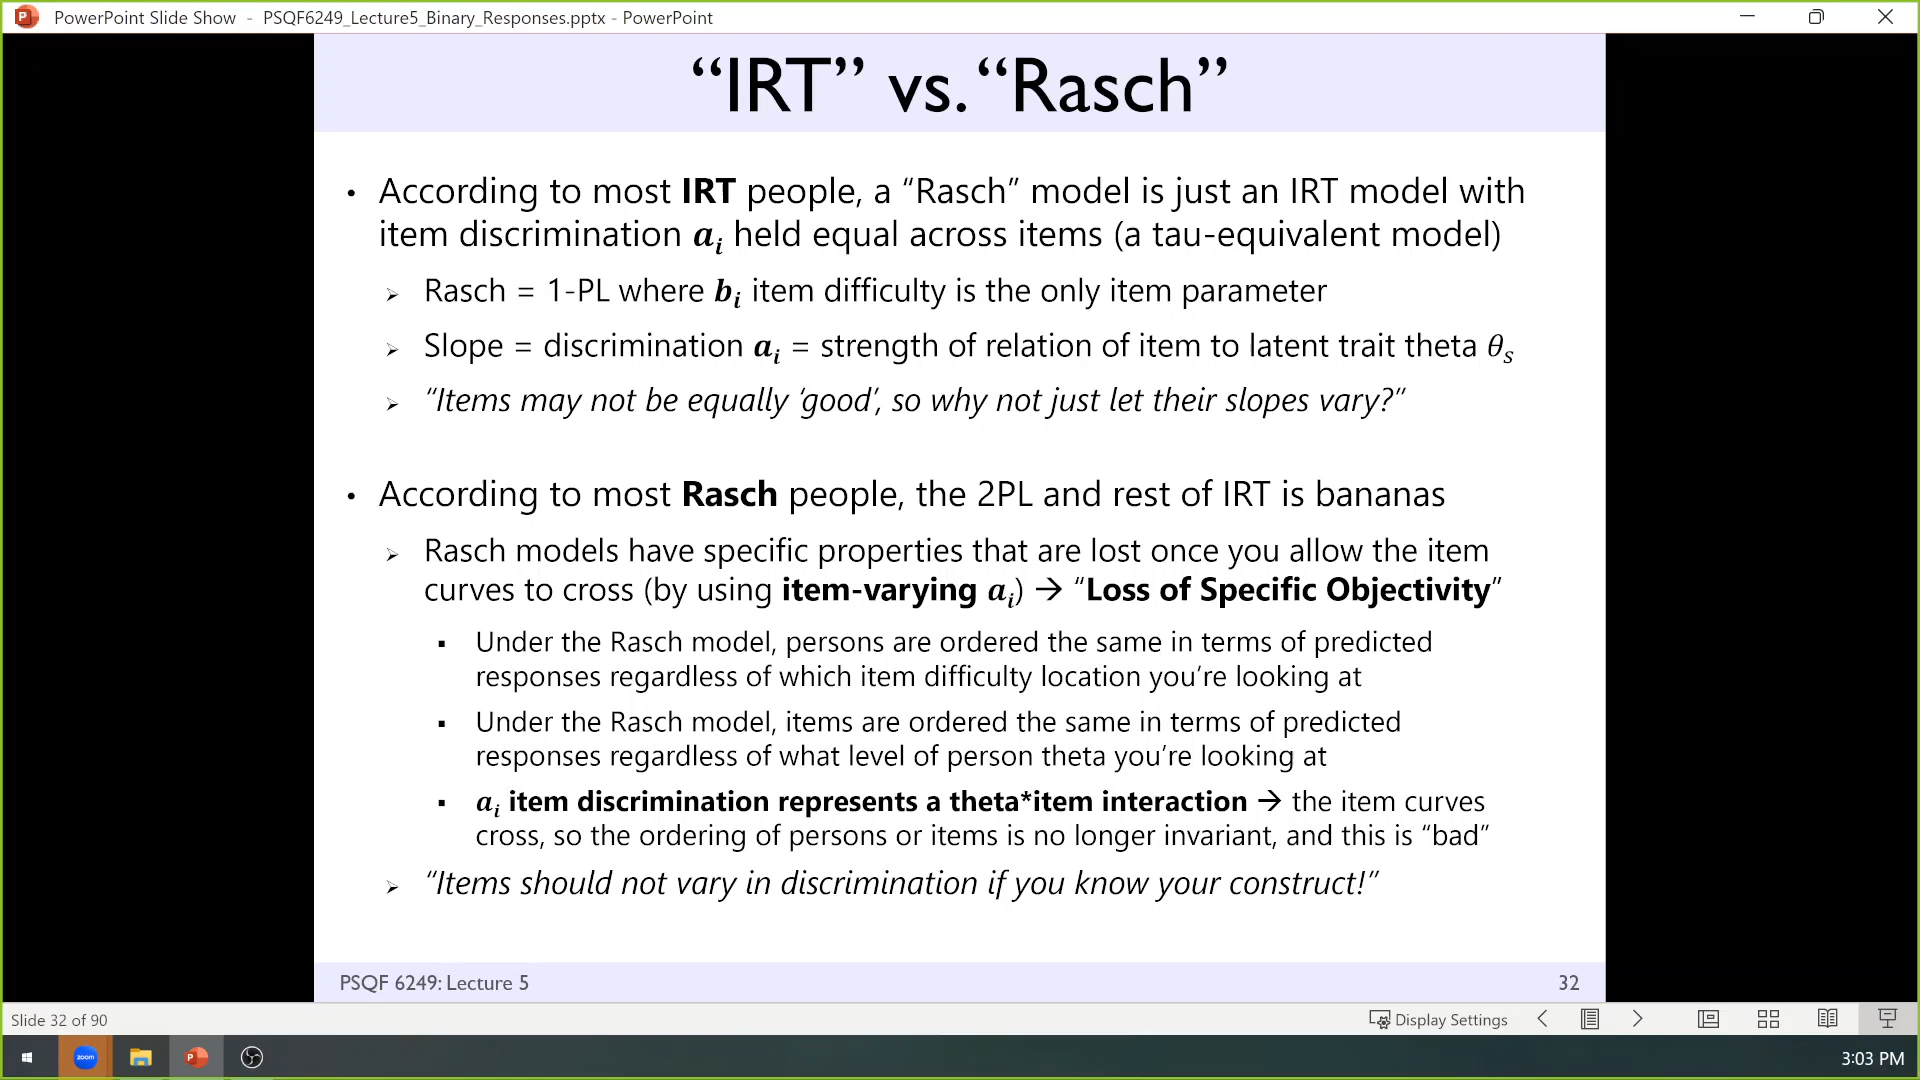 PowerPoint Slide Show - PSQF6249_Lecture5_Binary_Responses.pptx - PowerPoint
“IRT” vs. “Rasch”
• According to most IRT people, a “Rasch” model is just an IRT model with
item discrimination aᵢ held equal across items (a tau-equivalent model)
➢ Rasch = 1-PL where bᵢ item difficulty is the only item parameter
➢ Slope = discrimination aᵢ = strength of relation of item to latent trait theta θₛ
➢ “Items may not be equally ‘good’, so why not just let their slopes vary?”
• According to most Rasch people, the 2PL and rest of IRT is bananas
➢ Rasch models have specific properties that are lost once you allow the item
curves to cross (by using item-varying aᵢ) → “Loss of Specific Objectivity”
▪ Under the Rasch model, persons are ordered the same in terms of predicted
responses regardless of which item difficulty location you’re looking at
▪ Under the Rasch model, items are ordered the same in terms of predicted
responses regardless of what level of person theta you’re looking at
▪ aᵢ item discrimination represents a theta*item interaction → the item curves
cross, so the ordering of persons or items is no longer invariant, and this is “bad”
➢ “Items should not vary in discrimination if you know your construct!”
PSQF 6249: Lecture 5
32
Slide 32 of 90
Display Settings
zoom
3:03 PM